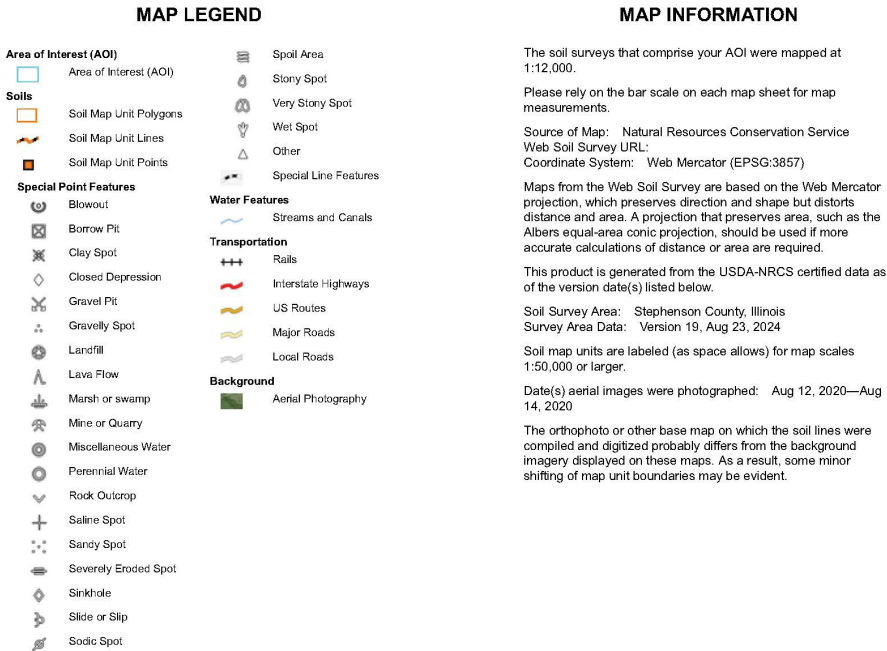 MAP LEGEND
Area of Interest (AOI)
Area of Interest (AOI)
Soils
Soil Map Unit Polygons
Soil Map Unit Lines
Soil Map Unit Points
Special Point Features
Blowout
Borrow Pit
Clay Spot
Closed Depression
Gravel Pit
Gravelly Spot
Landfill
Lava Flow
Marsh or swamp
Mine or Quarry
Miscellaneous Water
Perennial Water
Rock Outcrop
Saline Spot
Sandy Spot
Severely Eroded Spot
Sinkhole
Slide or Slip
Sodic Spot
Spoil Area
Stony Spot
Very Stony Spot
Wet Spot
Other
Special Line Features
Water Features
Streams and Canals
Transportation
Rails
Interstate Highways
US Routes
Major Roads
Local Roads
Background
Aerial Photography
MAP INFORMATION
The soil surveys that comprise your AOI were mapped at
1:12,000.
Please rely on the bar scale on each map sheet for map
measurements.
Source of Map: Natural Resources Conservation Service
Web Soil Survey URL:
Coordinate System: Web Mercator (EPSG:3857)
Maps from the Web Soil Survey are based on the Web Mercator
projection, which preserves direction and shape but distorts
distance and area. A projection that preserves area, such as the
Albers equal-area conic projection, should be used if more
accurate calculations of distance or area are required.
This product is generated from the USDA-NRCS certified data as
of the version date(s) listed below.
Soil Survey Area: Stephenson County, Illinois
Survey Area Data: Version 19, Aug 23, 2024
Soil map units are labeled (as space allows) for map scales
1:50,000 or larger.
Date(s) aerial images were photographed: Aug 12, 2020—Aug
14, 2020
The orthophoto or other base map on which the soil lines were
compiled and digitized probably differs from the background
imagery displayed on these maps. As a result, some minor
shifting of map unit boundaries may be evident.